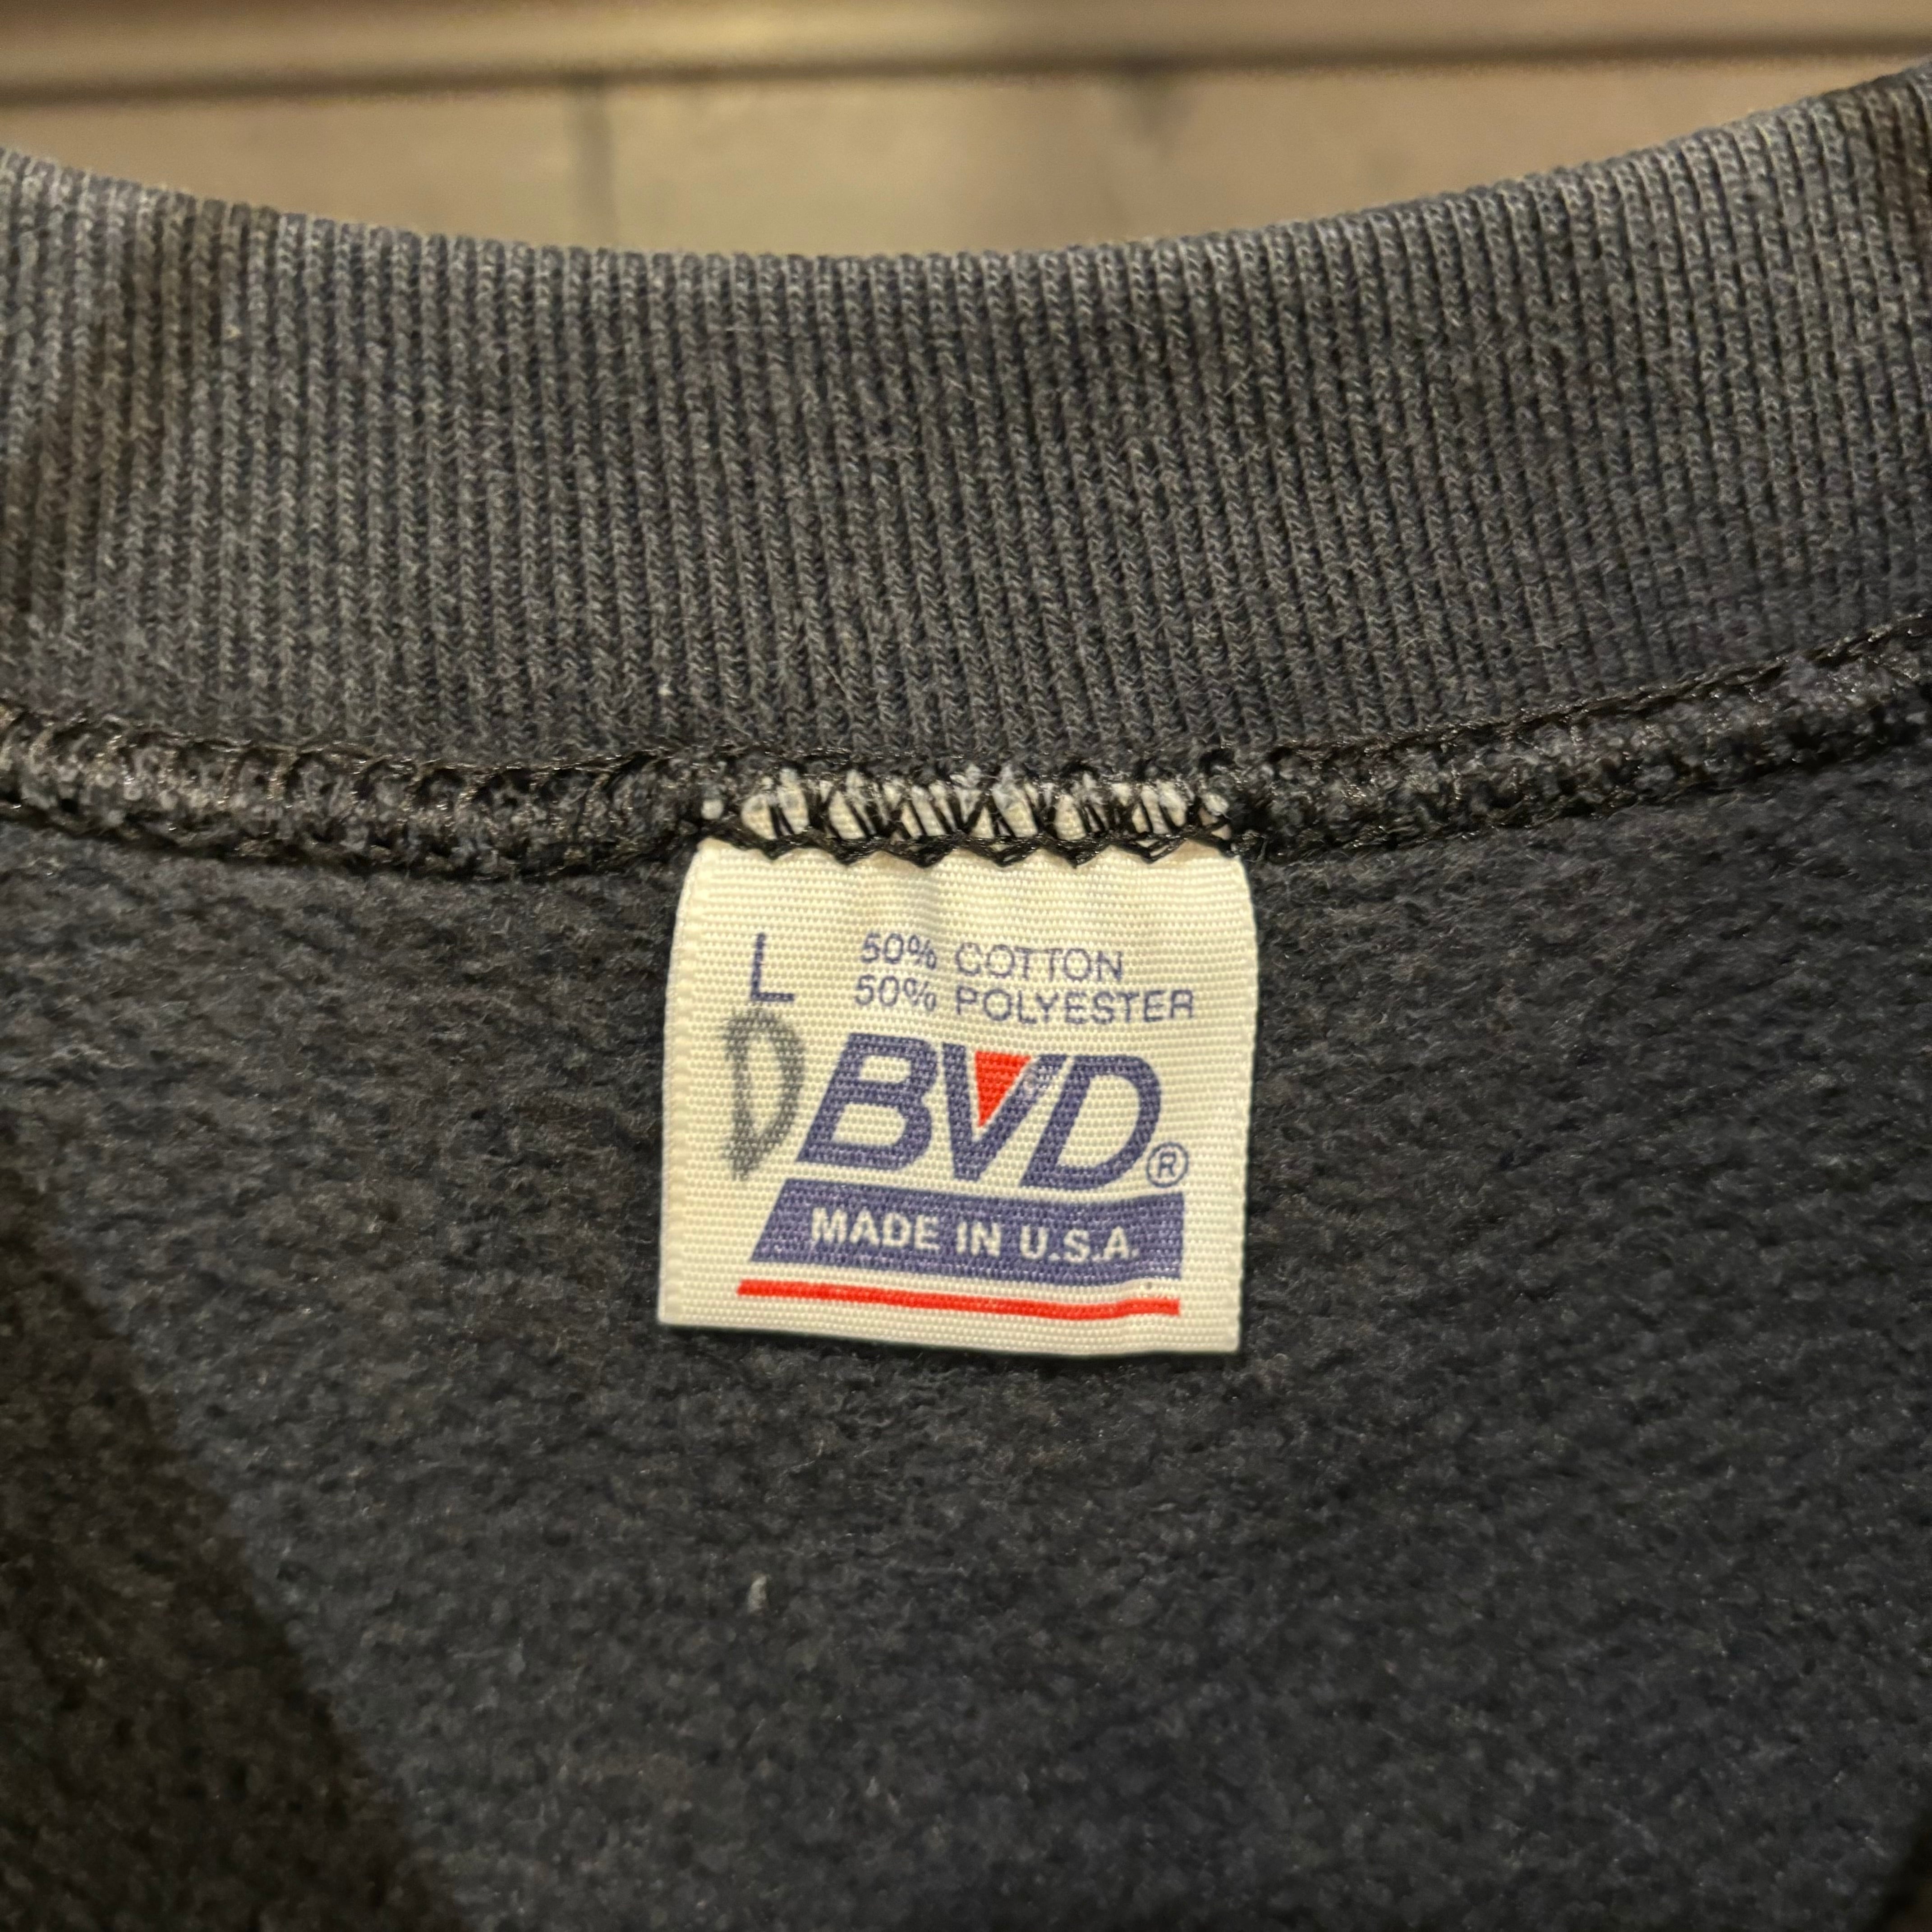 L
50% COTTON
50% POLYESTER
D
BVD®
MADE IN U.S.A.